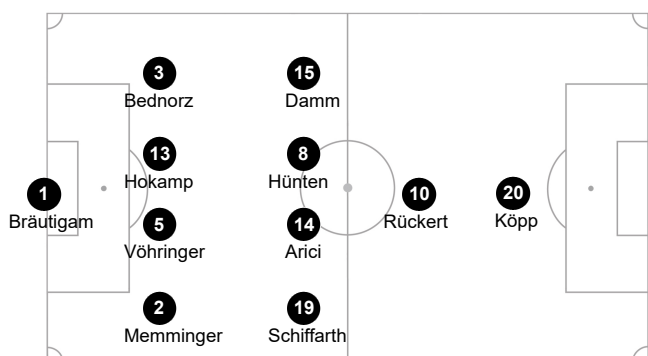 3
Bednorz
15
Damm
13
Hokamp
8
Hünten
1
Bräutigam
10
Rückert
20
Köpp
5
Vöhringer
14
Arici
2
Memminger
19
Schiffarth